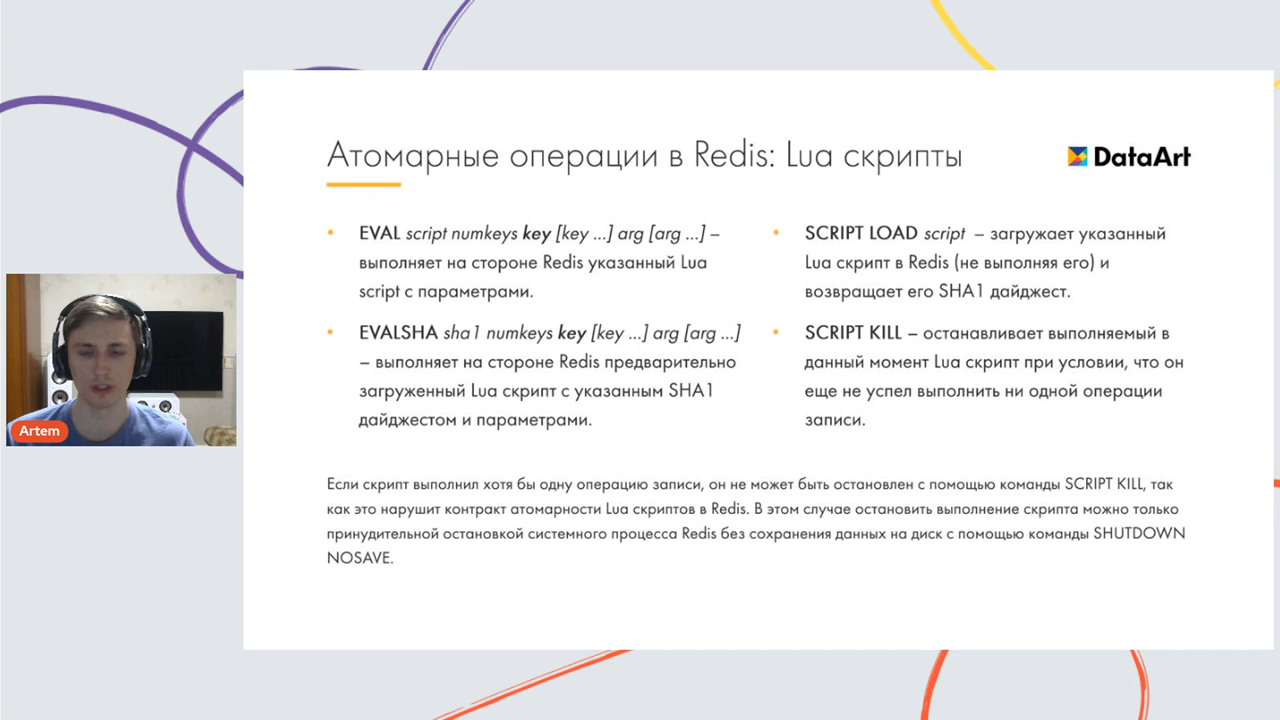 Атомарные операции в Redis: Lua скрипты
DataArt
• EVAL script numkeys key [key ...] arg [arg ...] –
выполняет на стороне Redis указанный Lua
script с параметрами.
• EVALSHA sha1 numkeys key [key ...] arg [arg ...]
– выполняет на стороне Redis предварительно
загруженный Lua скрипт с указанным SHA1
дайджестом и параметрами.
• SCRIPT LOAD script – загружает указанный
Lua скрипт в Redis (не выполняя его) и
возвращает его SHA1 дайджест.
• SCRIPT KILL – останавливает выполняемый в
данный момент Lua скрипт при условии, что он
еще не успел выполнить ни одной операции
записи.
Если скрипт выполнил хотя бы одну операцию записи, он не может быть остановлен с помощью команды SCRIPT KILL, так
как это нарушит контракт атомарности Lua скриптов в Redis. В этом случае остановить выполнение скрипта можно только
принудительной остановкой системного процесса Redis без сохранения данных на диск с помощью команды SHUTDOWN
NOSAVE.
Artem